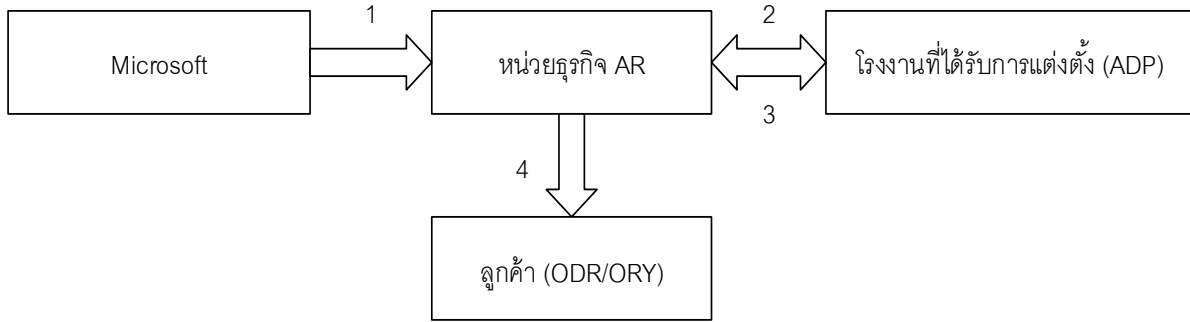 1
2
Microsoft
หน่วยธุรกิจ AR
โรงงานที่ได้รับการแต่งตั้ง (ADP)
3
4
ลูกค้า (ODR/ORY)